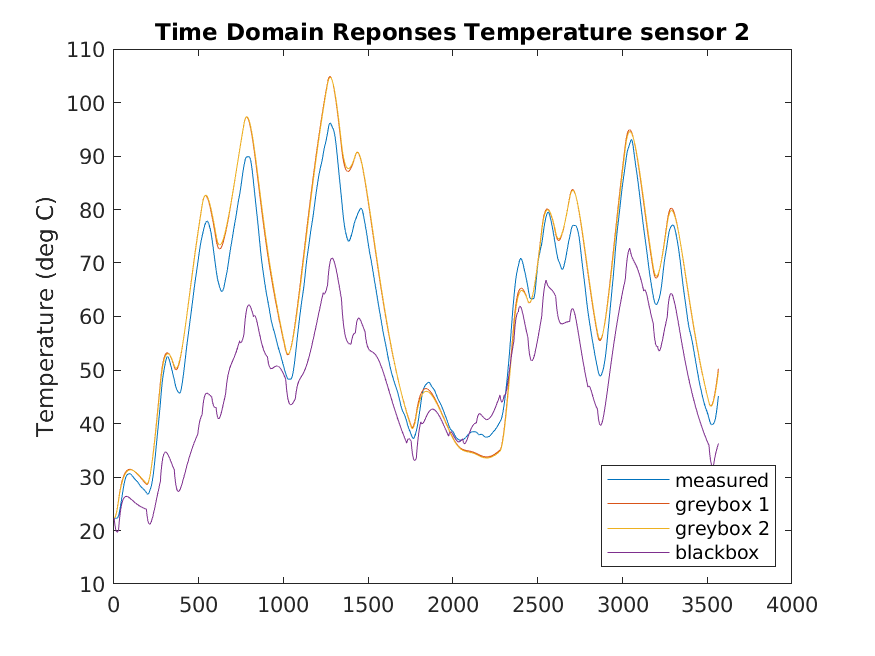 Time Domain Reponses Temperature sensor 2
Temperature (deg C)
110
100
90
80
70
60
50
40
30
20
10
0 500 1000 1500 2000 2500 3000 3500 4000
measured
greybox 1
greybox 2
blackbox